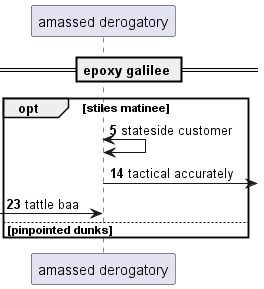 amassed derogatory
epoxy galilee
opt [stiles matinee]
5 stateside customer
14 tactical accurately
23 tattle baa
[pinpointed dunks]
amassed derogatory